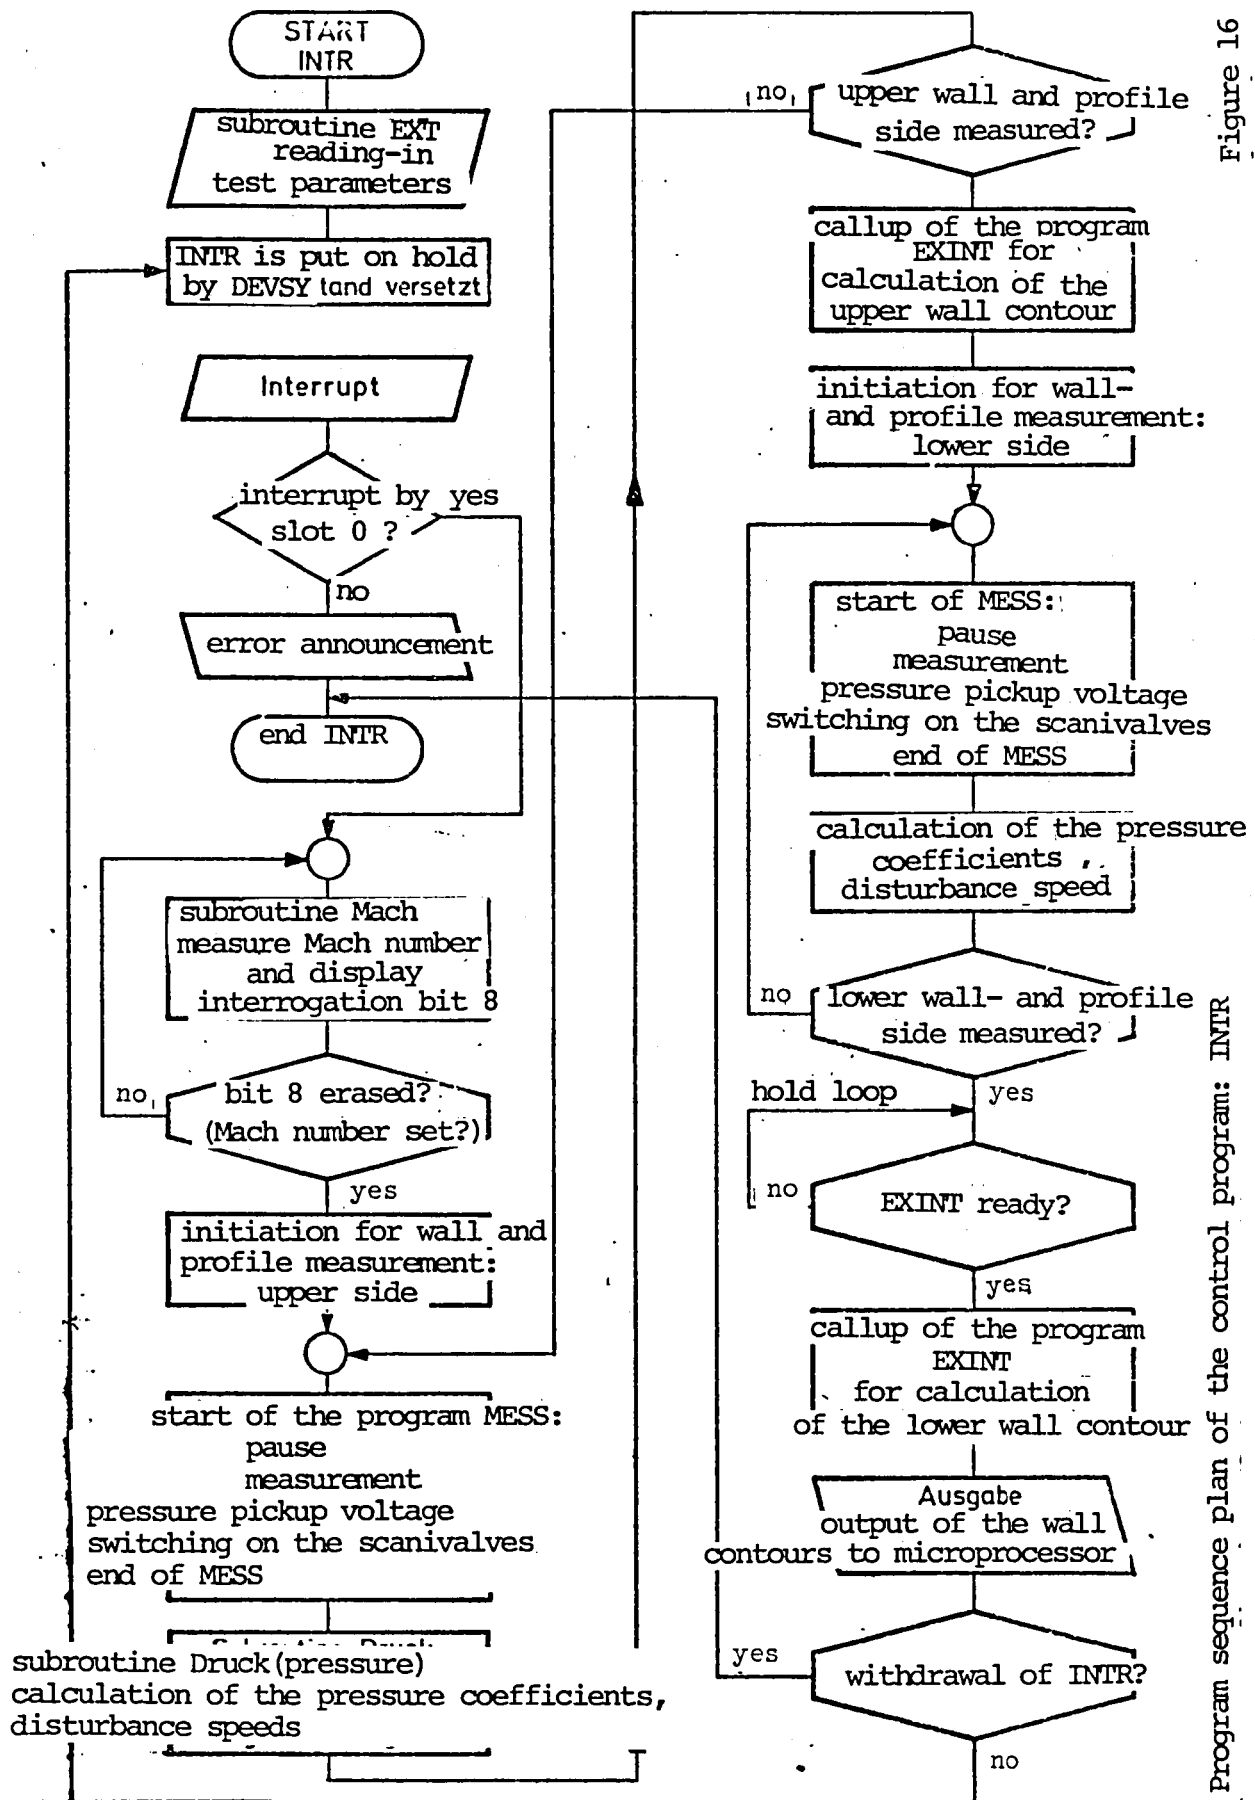 START
INTR
subroutine EXT
reading-in
test parameters
INTR is put on hold
by DEVSY tand versetzt
Interrupt
interrupt by yes
slot 0 ?
no
error announcement
end INTR
subroutine Mach
measure Mach number
and display
interrogation bit 8
no
bit 8 erased?
(Mach number set?)
yes
initiation for wall and
profile measurement:
upper side
start of the program MESS:
pause
measurement
pressure pickup voltage
switching on the scanivalves
end of MESS
subroutine Druck(pressure)
calculation of the pressure coefficients,
disturbance speeds
no
upper wall and profile
side measured?
callup of the program
EXINT for
calculation of the
upper wall contour
initiation for wall-
and profile measurement:
lower side
start of MESS:
pause
measurement
pressure pickup voltage
switching on the scanivalves
end of MESS
calculation of the pressure
coefficients ,
disturbance speed
no
lower wall- and profile
side measured?
yes
hold loop
no
EXINT ready?
yes
callup of the program
EXINT
for calculation
of the lower wall contour
Ausgabe
output of the wall
contours to microprocessor
yes
withdrawal of INTR?
no
Figure 16
Program sequence plan of the control program: INTR